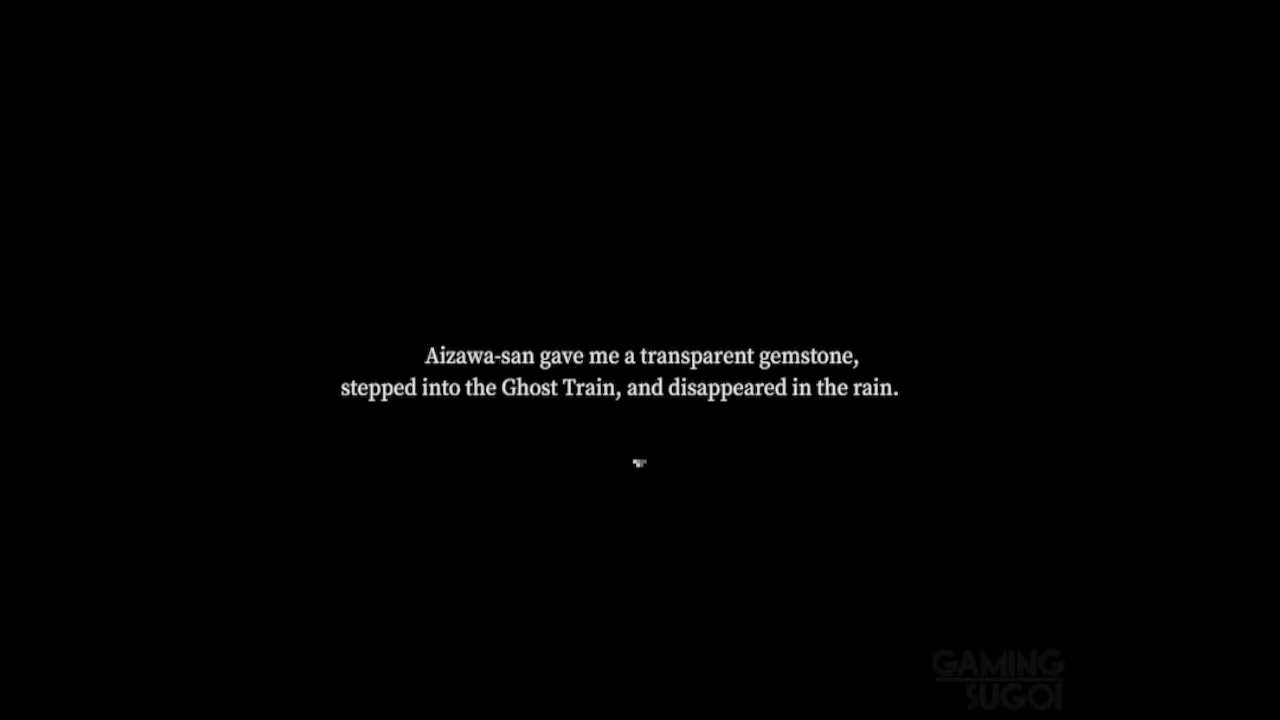 Aizawa-san gave me a transparent gemstone,
stepped into the Ghost Train, and disappeared in the rain.
GAMING
SUGOI